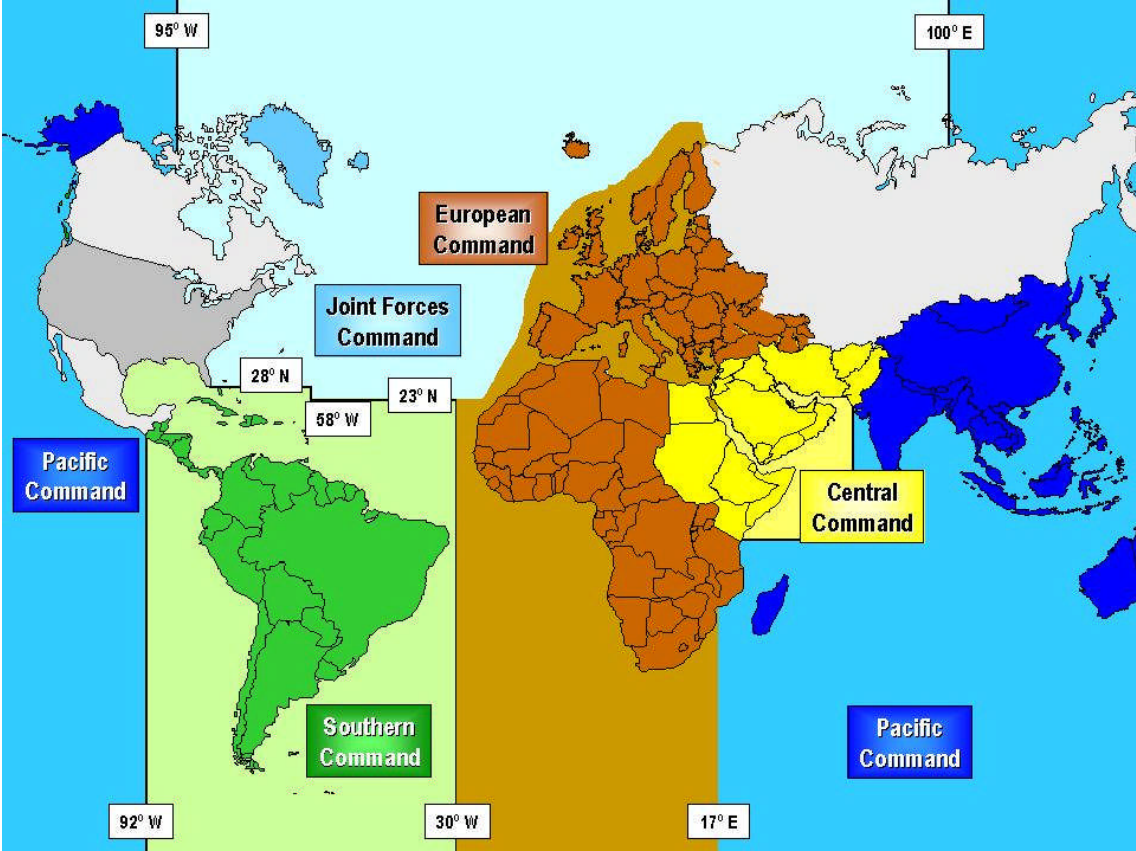 95° W
100° E
European
Command
Joint Forces
Command
28° N
23° N
58° W
Pacific
Command
Central
Command
Southern
Command
Pacific
Command
92° W
30° W
17° E